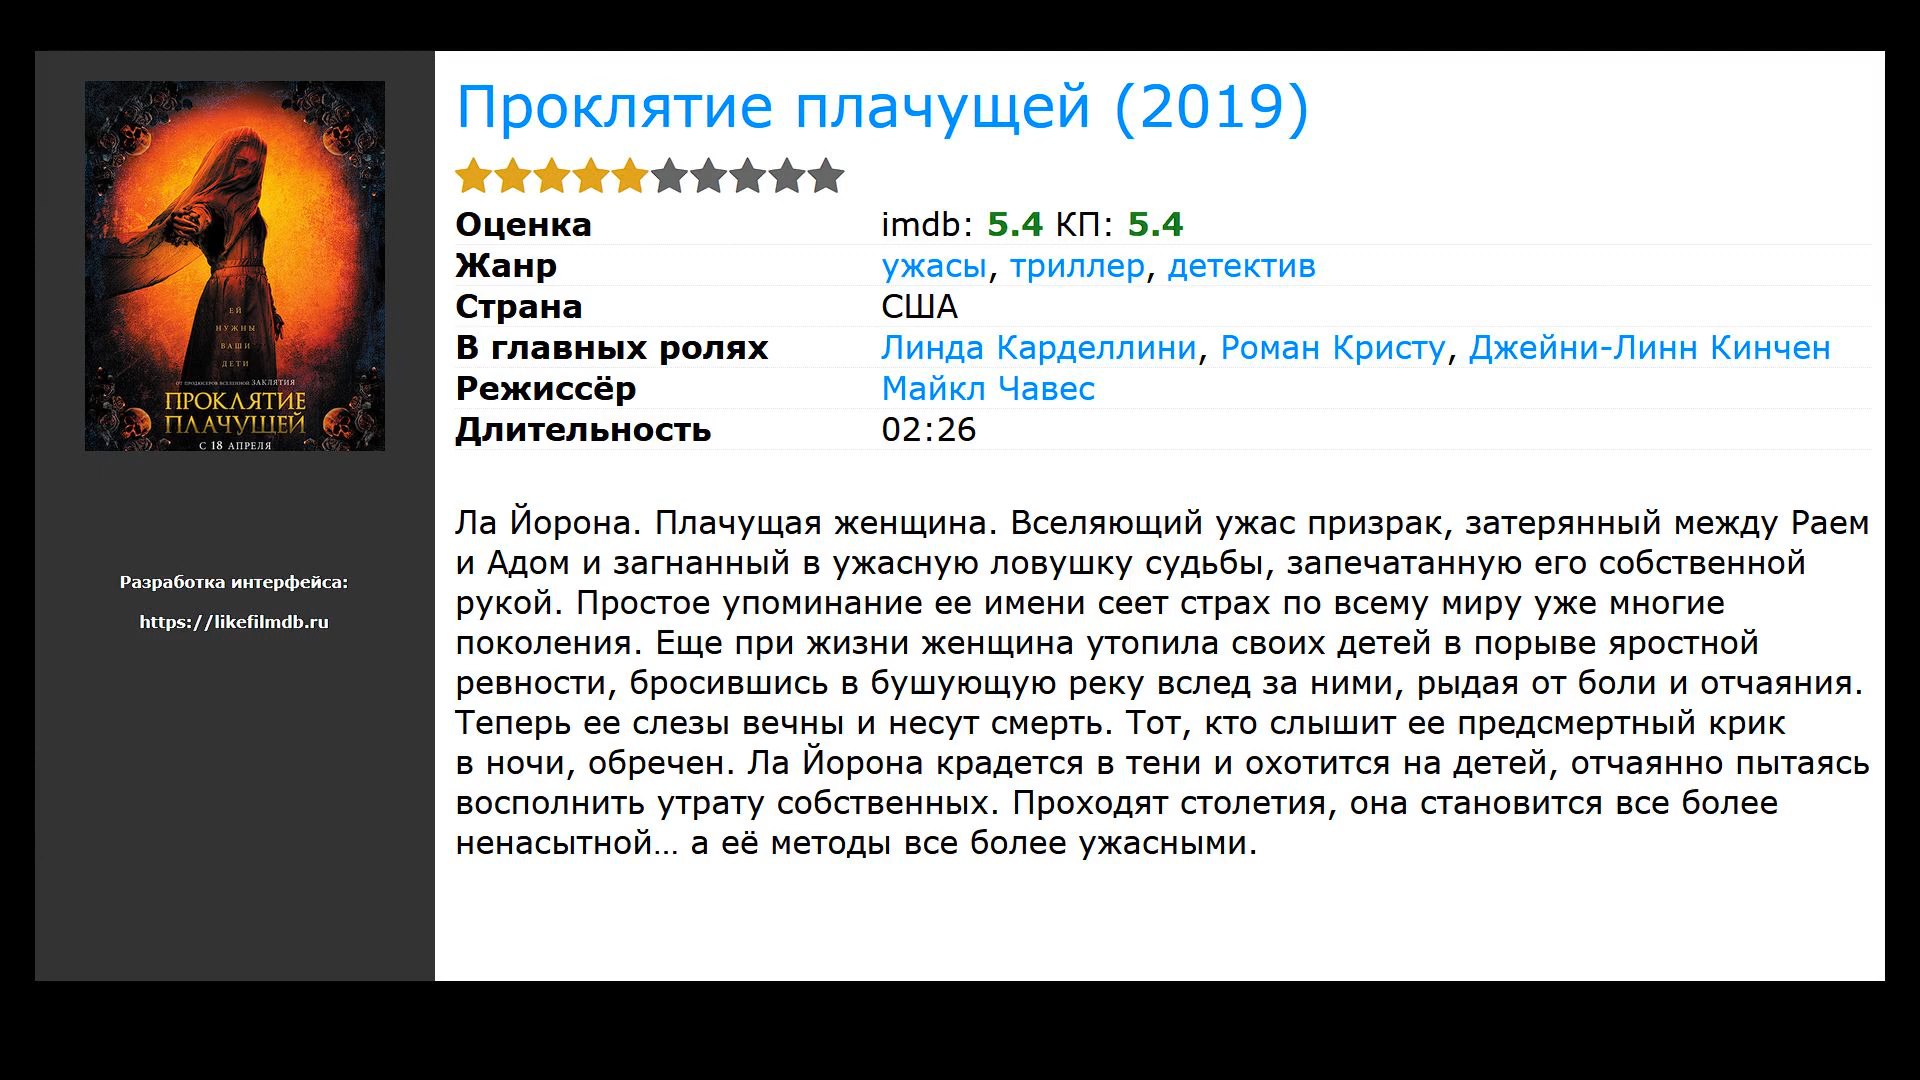 ЕЙ
НУЖНЫ
ВАШИ
ДЕТИ
ОТ ПРОДЮСЕРОВ ВСЕЛЕННОЙ ЗАКЛЯТИЯ
ПРОКЛЯТИЕ
ПЛАЧУЩЕЙ
С 18 АПРЕЛЯ
Разработка интерфейса:
https://likefilmdb.ru
Проклятие плачущей (2019)
Оценка imdb: 5.4 КП: 5.4
Жанр ужасы, триллер, детектив
Страна США
В главных ролях Линда Карделлини, Роман Кристу, Джейни-Линн Кинчен
Режиссёр Майкл Чавес
Длительность 02:26
Ла Йорона. Плачущая женщина. Вселяющий ужас призрак, затерянный между Раем
и Адом и загнанный в ужасную ловушку судьбы, запечатанную его собственной
рукой. Простое упоминание ее имени сеет страх по всему миру уже многие
поколения. Еще при жизни женщина утопила своих детей в порыве яростной
ревности, бросившись в бушующую реку вслед за ними, рыдая от боли и отчаяния.
Теперь ее слезы вечны и несут смерть. Тот, кто слышит ее предсмертный крик
в ночи, обречен. Ла Йорона крадется в тени и охотится на детей, отчаянно пытаясь
восполнить утрату собственных. Проходят столетия, она становится все более
ненасытной… а её методы все более ужасными.